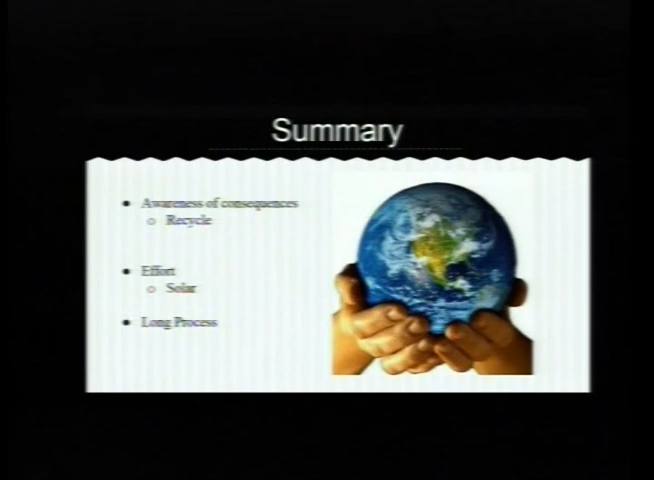 Summary
• Awareness of consequences
o Recycle
• Effort
o Solar
• Long Process